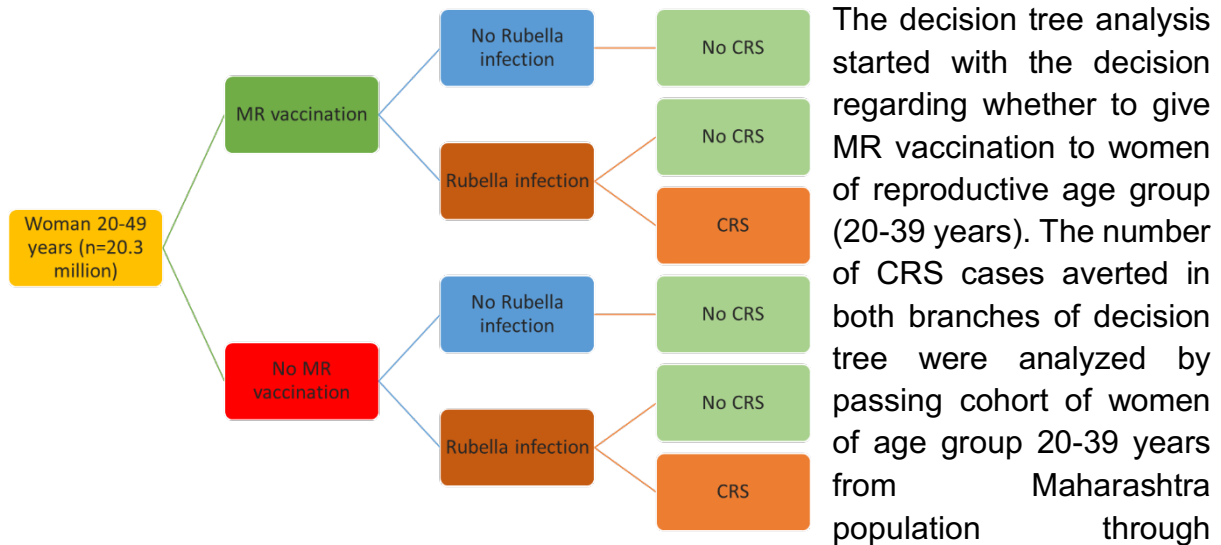 Woman 20-49
years (n=20.3
million)
MR vaccination
No MR
vaccination
No Rubella
infection
Rubella infection
No Rubella
infection
Rubella infection
No CRS
No CRS
CRS
No CRS
No CRS
CRS
The decision tree analysis
started with the decision
regarding whether to give
MR vaccination to women
of reproductive age group
(20-39 years). The number
of CRS cases averted in
both branches of decision
tree were analyzed by
passing cohort of women
of age group 20-39 years
from Maharashtra
population through